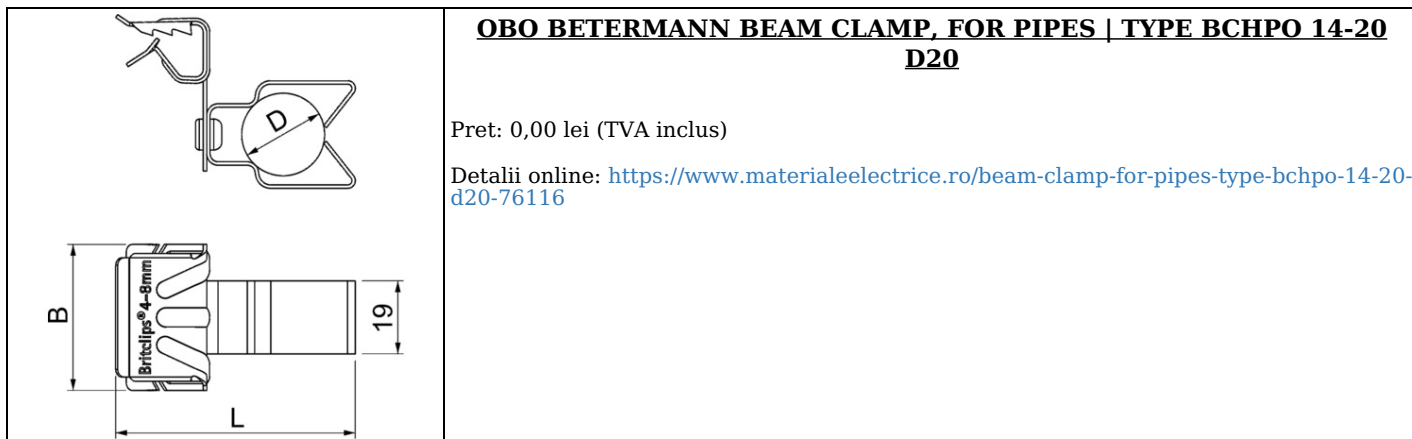 OBO BETERMANN BEAM CLAMP, FOR PIPES | TYPE BCHPO 14-20
D20
Pret: 0,00 lei (TVA inclus)
Detalii online: https://www.materialeelectrice.ro/beam-clamp-for-pipes-type-bchpo-14-20-
d20-76116
D
B
Britclips® 4-8mm
19
L